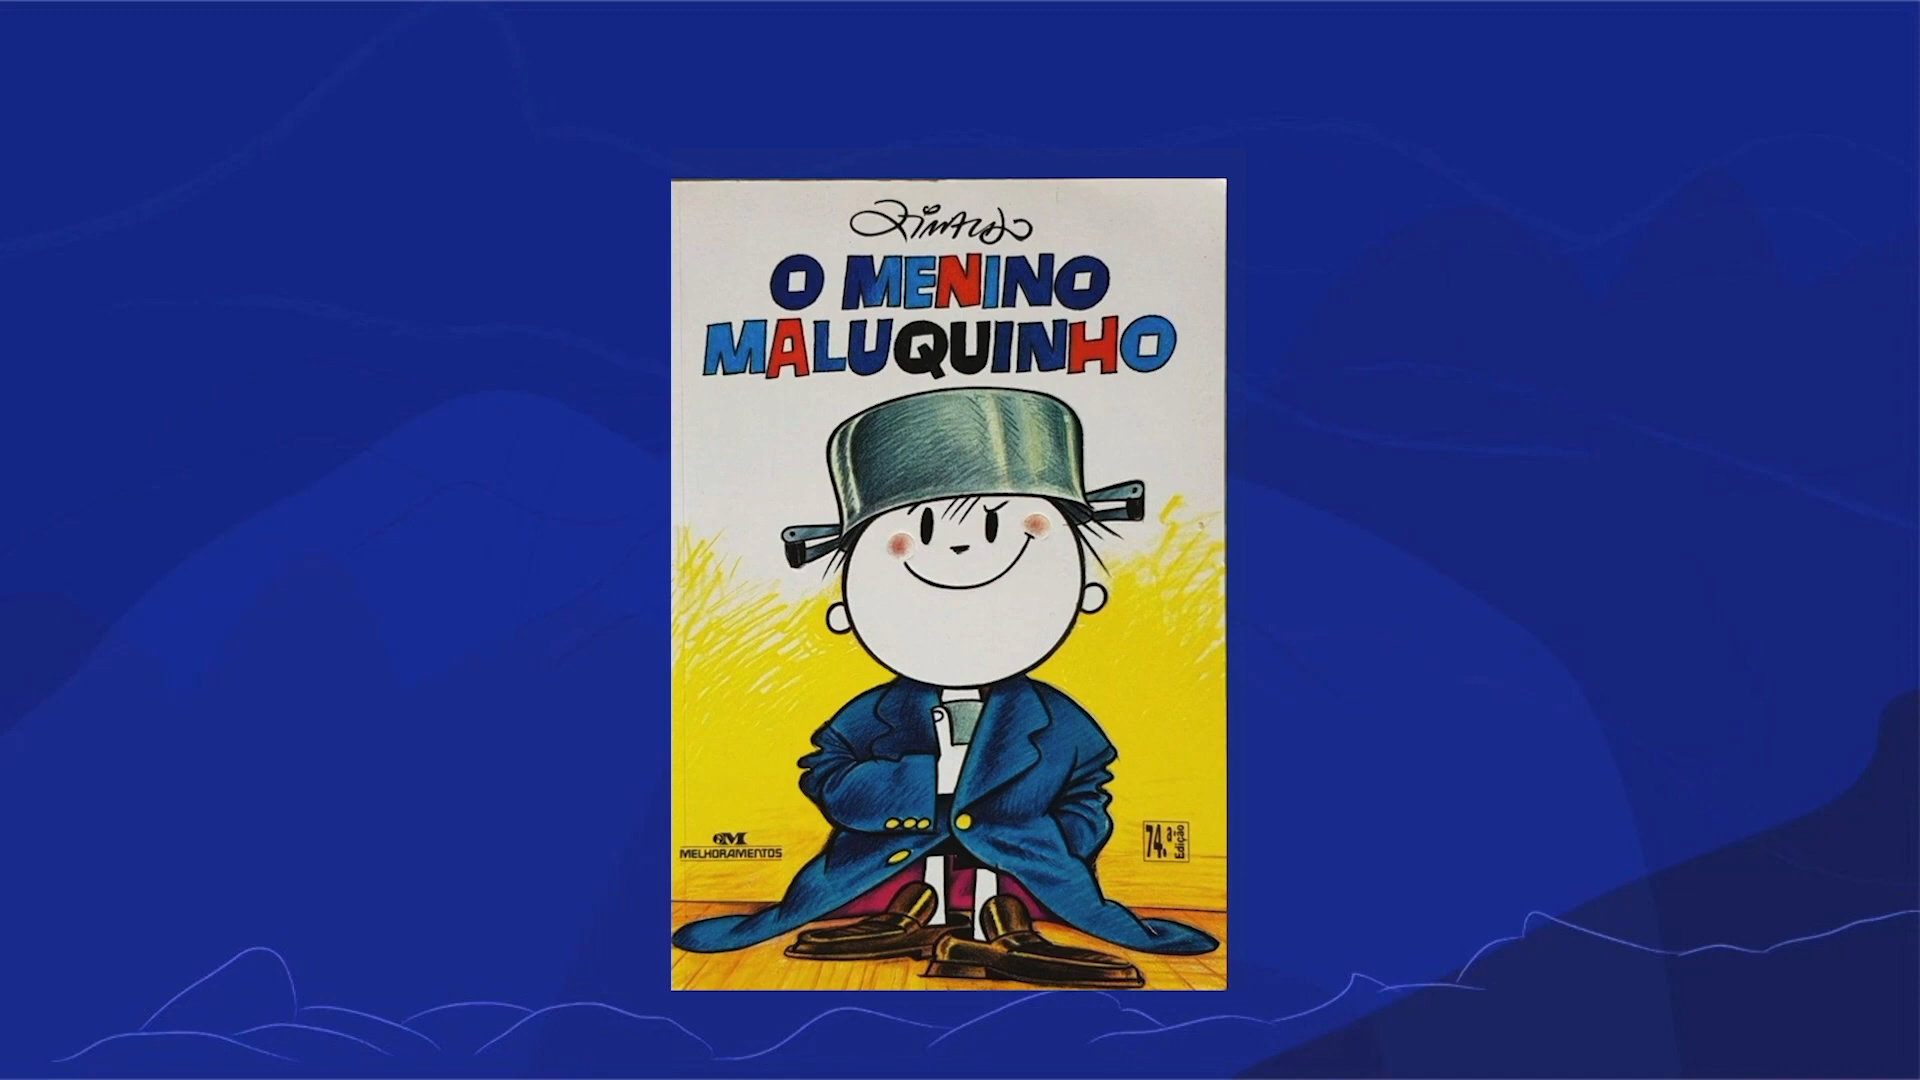 Ziraldo
O MENINO
MALUQUINHO
MELHORAMENTOS
74.ª Edição